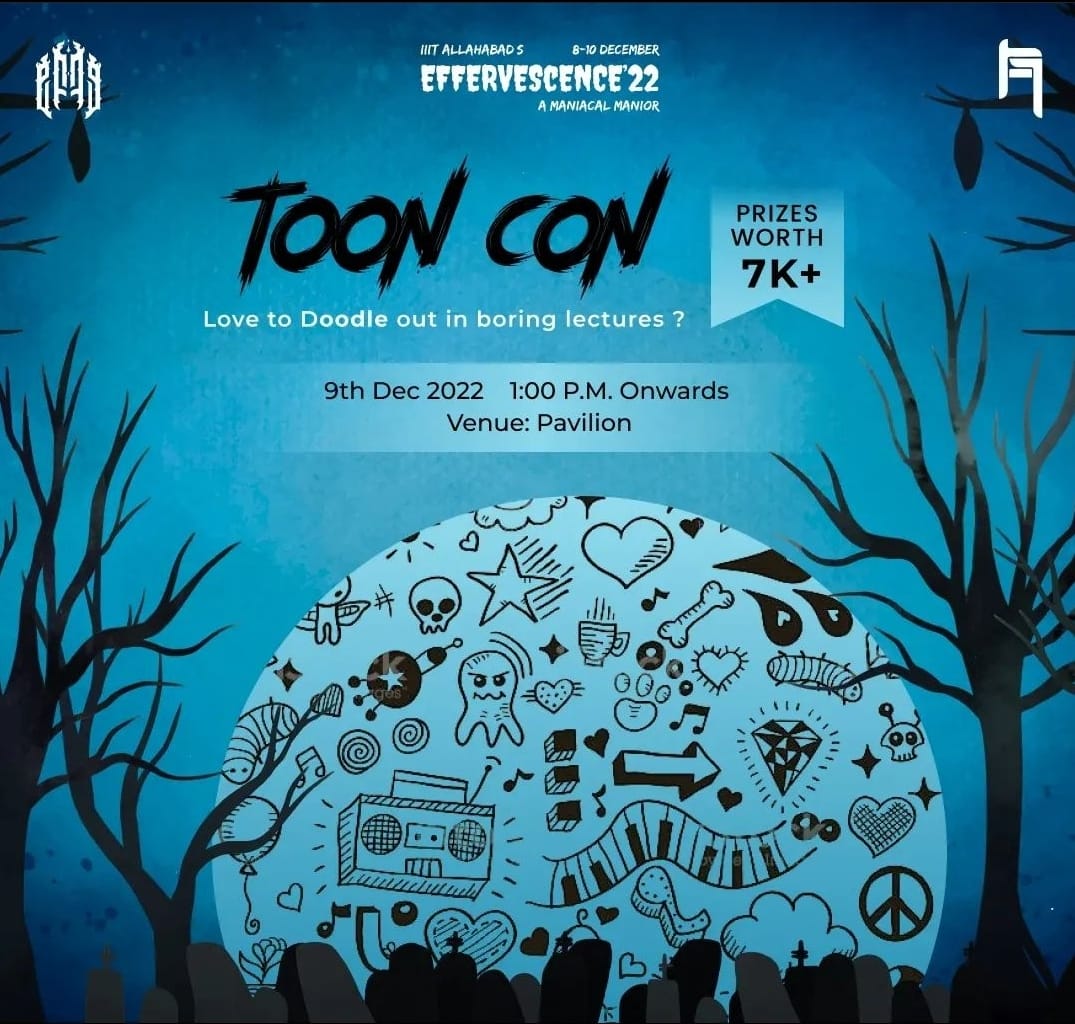 IIIT ALLAHABAD S 8-10 DECEMBER
EFFERVESCENCE'22
A MANIACAL MANIOR
TOON CON
PRIZES
WORTH
7K+
Love to Doodle out in boring lectures ?
9th Dec 2022 1:00 P.M. Onwards
Venue: Pavilion